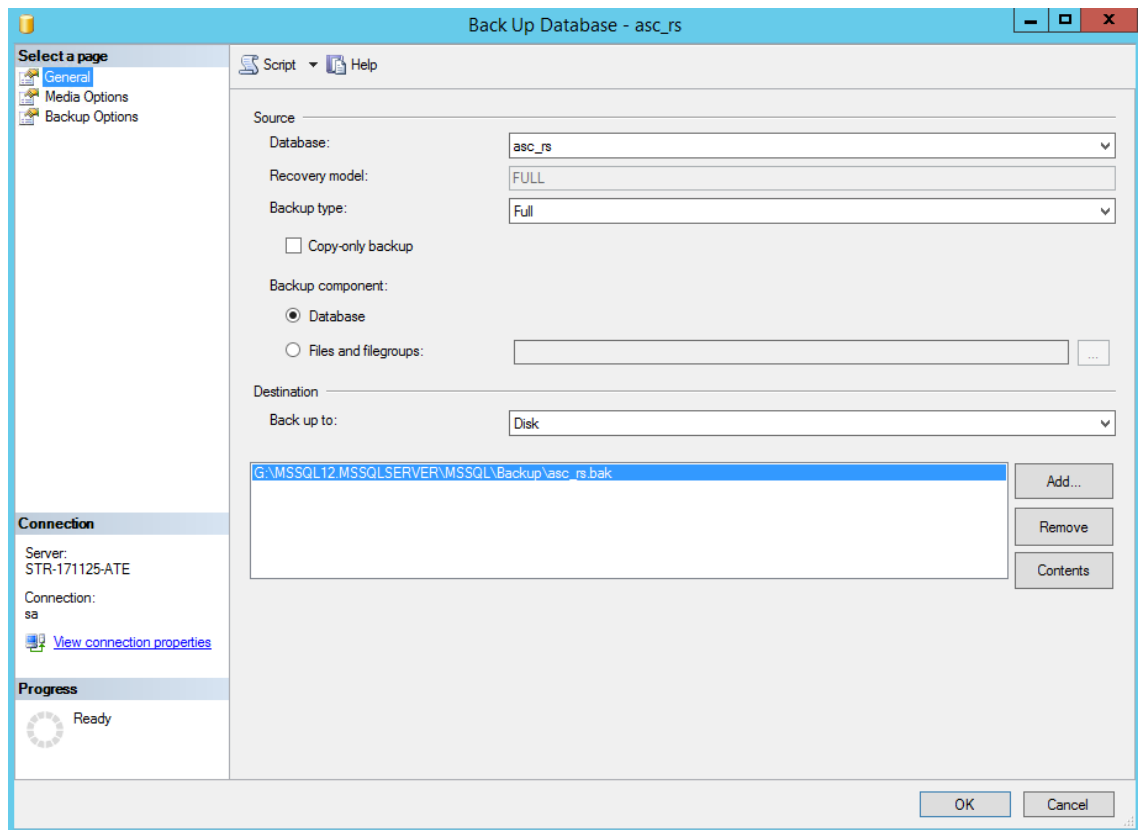 Back Up Database - asc_rs
Select a page
General
Media Options
Backup Options
Script
Help
Source
Database:
asc_rs
Recovery model:
FULL
Backup type:
Full
Copy-only backup
Backup component:
Database
Files and filegroups:
...
Destination
Back up to:
Disk
G:\MSSQL12.MSSQLSERVER\MSSQL\Backup\asc_rs.bak
Add...
Remove
Contents
Connection
Server:
STR-171125-ATE
Connection:
sa
View connection properties
Progress
Ready
OK
Cancel